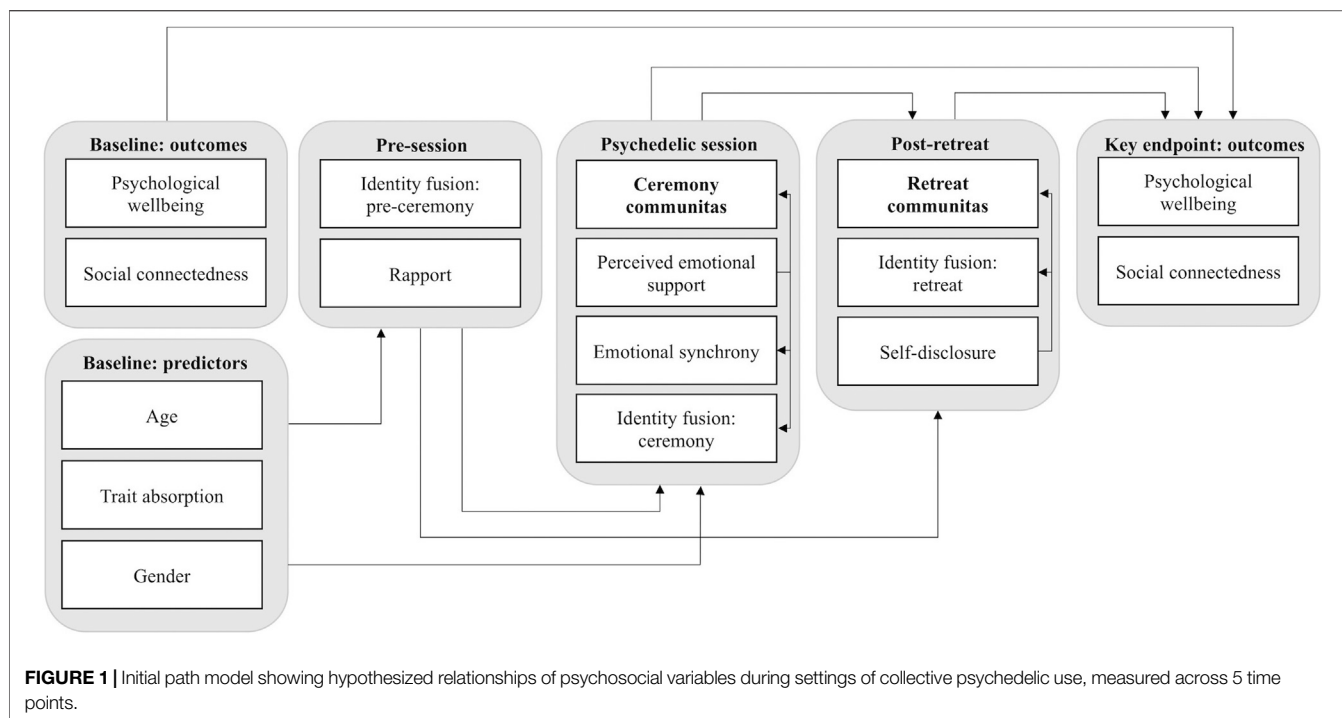 Baseline: outcomes
Psychological
wellbeing
Social connectedness
Baseline: predictors
Age
Trait absorption
Gender
Pre-session
Identity fusion:
pre-ceremony
Rapport
Psychedelic session
Ceremony
communitas
Perceived emotional
support
Emotional synchrony
Identity fusion:
ceremony
Post-retreat
Retreat
communitas
Identity fusion:
retreat
Self-disclosure
Key endpoint: outcomes
Psychological
wellbeing
Social connectedness
FIGURE 1 | Initial path model showing hypothesized relationships of psychosocial variables during settings of collective psychedelic use, measured across 5 time
points.